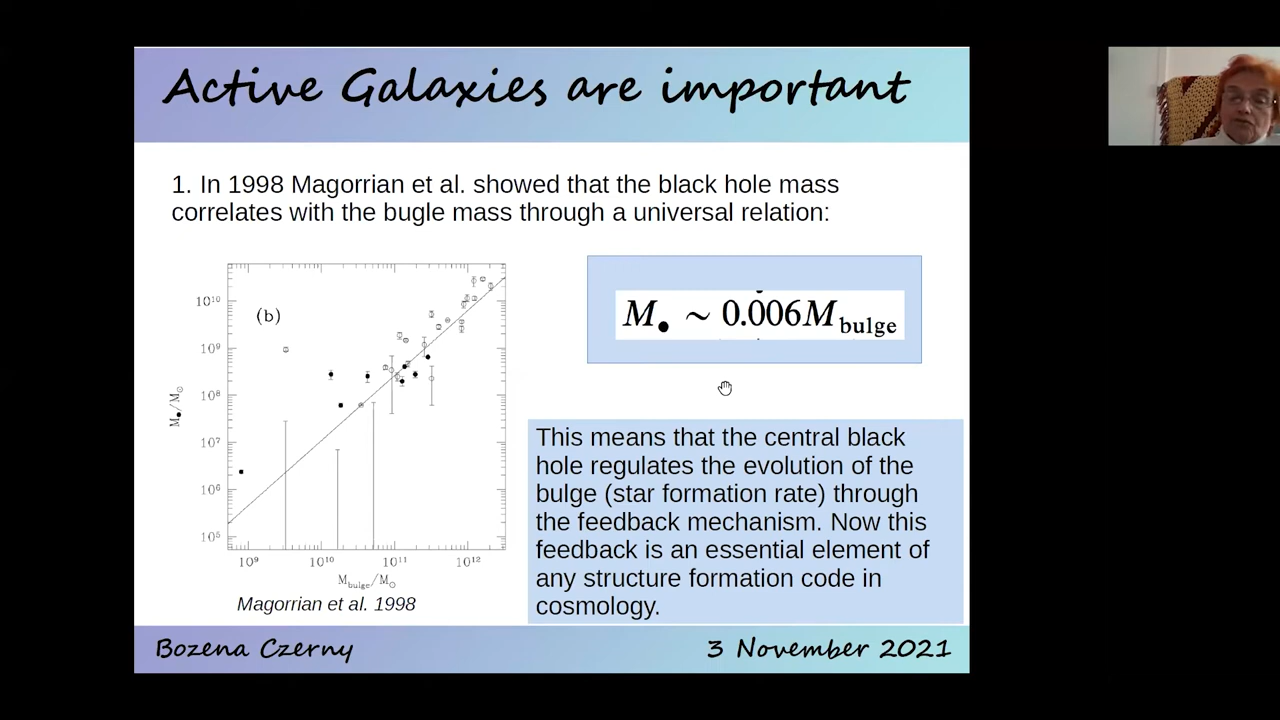 Active Galaxies are important
1. In 1998 Magorrian et al. showed that the black hole mass
correlates with the bugle mass through a universal relation:
(b)
10¹⁰
10⁹
10⁸
10⁷
10⁶
10⁵
M●/M⊙
10⁹ 10¹⁰ 10¹¹ 10¹²
Mbulge/M⊙
Magorrian et al. 1998
M● ~ 0.006Mbulge
This means that the central black
hole regulates the evolution of the
bulge (star formation rate) through
the feedback mechanism. Now this
feedback is an essential element of
any structure formation code in
cosmology.
Bozena Czerny
3 November 2021